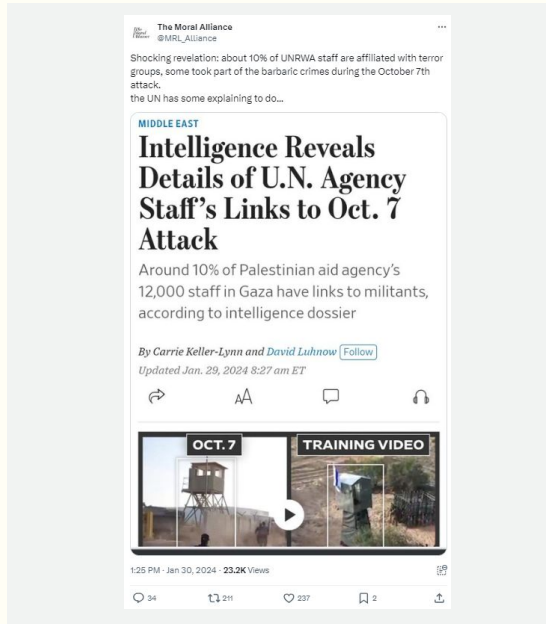 The Moral Alliance
@MRL_Alliance
Shocking revelation: about 10% of UNRWA staff are affiliated with terror
groups, some took part of the barbaric crimes during the October 7th
attack.
the UN has some explaining to do...
MIDDLE EAST
Intelligence Reveals
Details of U.N. Agency
Staff's Links to Oct. 7
Attack
Around 10% of Palestinian aid agency's
12,000 staff in Gaza have links to militants,
according to intelligence dossier
By Carrie Keller-Lynn and David Luhnow Follow
Updated Jan. 29, 2024 8:27 am ET
AA
OCT. 7
TRAINING VIDEO
1:25 PM · Jan 30, 2024 · 23.2K Views
34 211 237 2